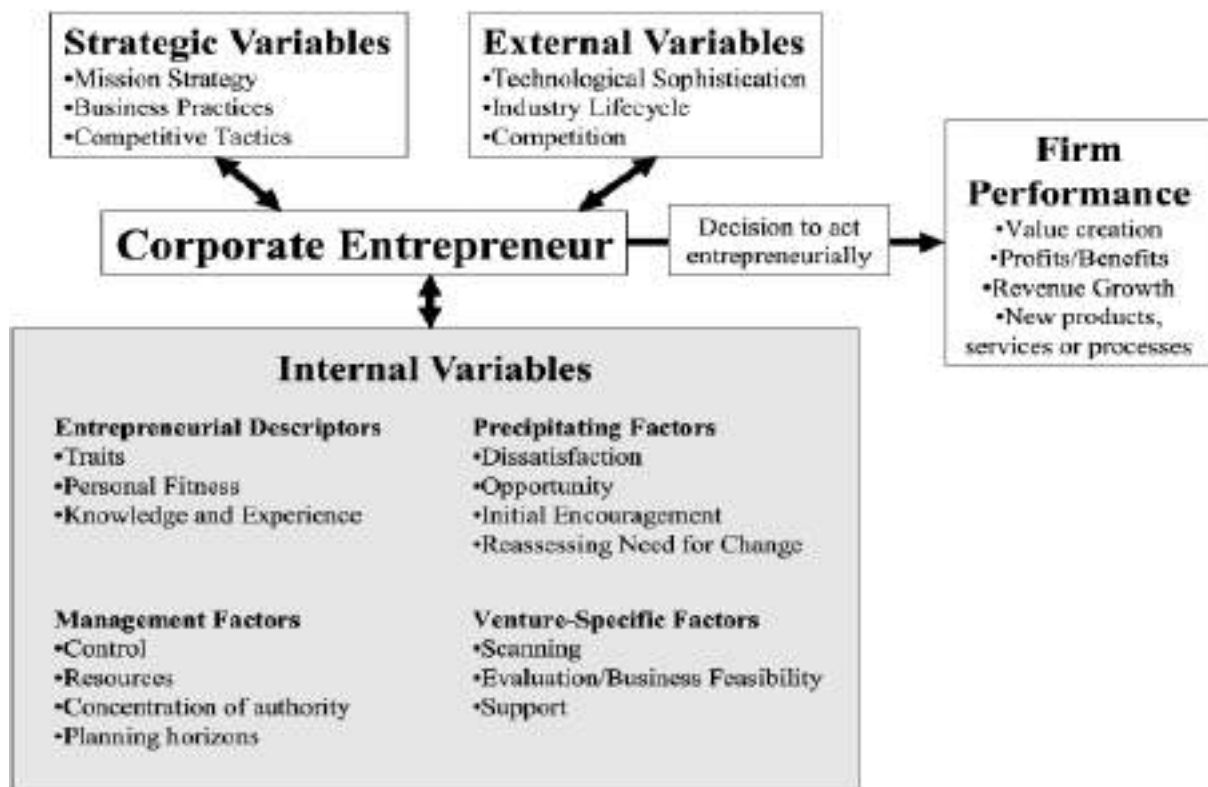 Strategic Variables
•Mission Strategy
•Business Practices
•Competitive Tactics
External Variables
•Technological Sophistication
•Industry Lifecycle
•Competition
Firm
Performance
•Value creation
•Profits/Benefits
•Revenue Growth
•New products,
services or processes
Corporate Entrepreneur
Decision to act
entrepreneurially
Internal Variables
Entrepreneurial Descriptors
•Traits
•Personal Fitness
•Knowledge and Experience
Precipitating Factors
•Dissatisfaction
•Opportunity
•Initial Encouragement
•Reassessing Need for Change
Management Factors
•Control
•Resources
•Concentration of authority
•Planning horizons
Venture-Specific Factors
•Scanning
•Evaluation/Business Feasibility
•Support